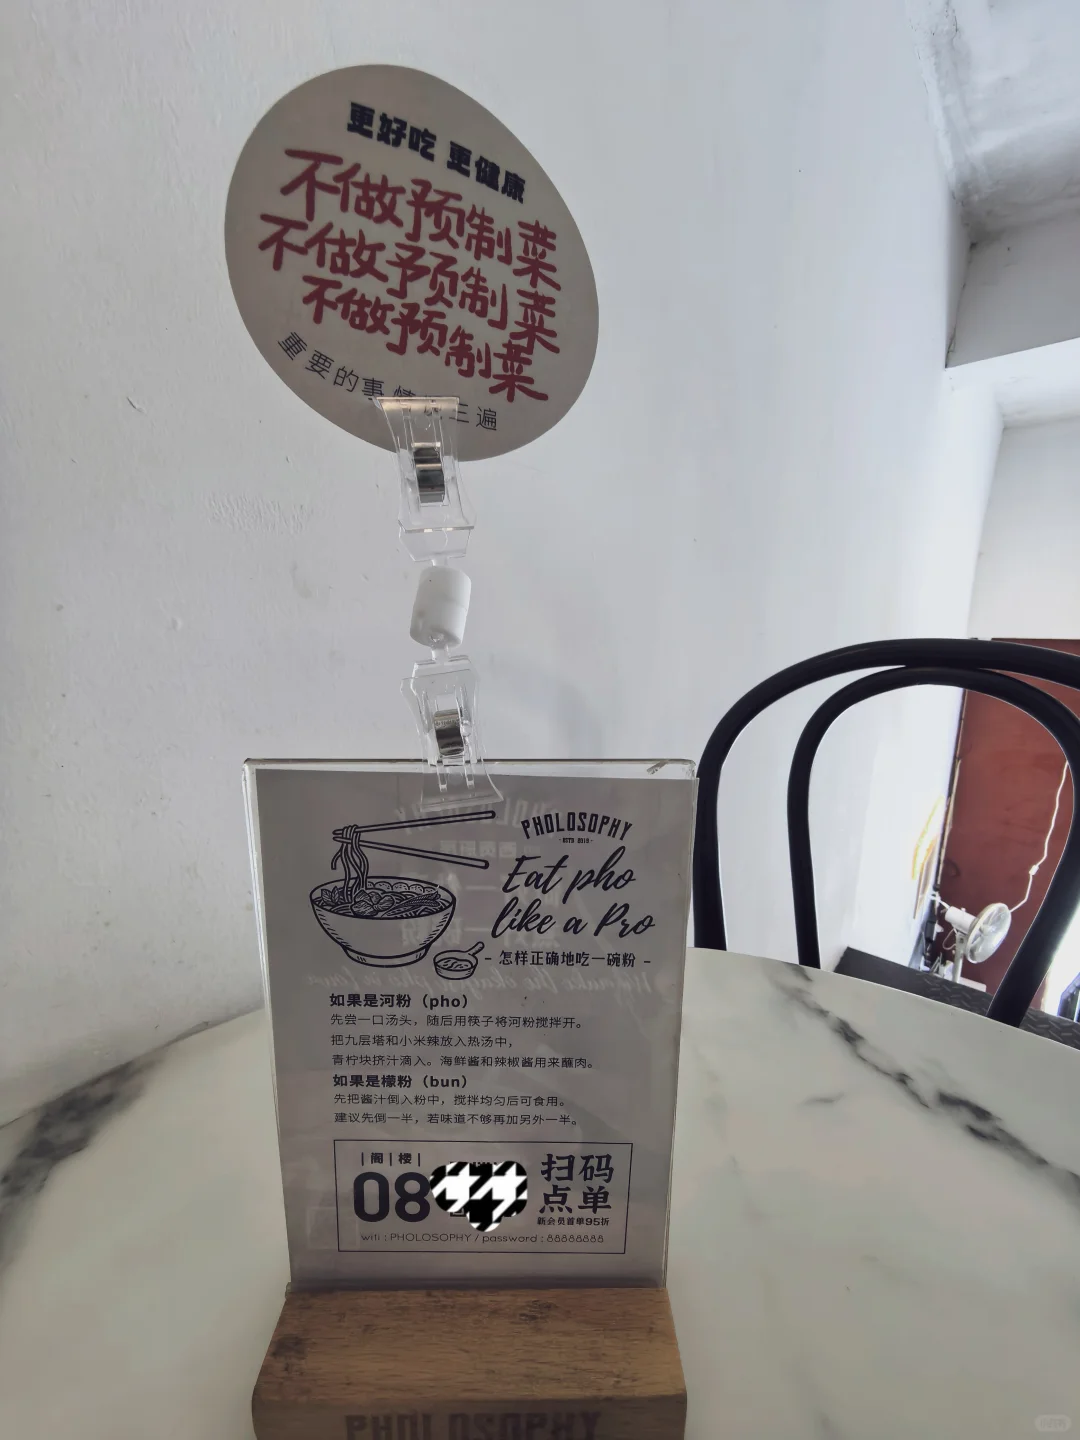 更好吃 更健康
不做预制菜
不做预制菜
不做预制菜
重要的事情说三遍
PHOLOSOPHY
Eat pho
like a Pro
- 怎样正确地吃一碗粉 -
如果是河粉（pho）
先尝一口汤头，随后用筷子将河粉搅拌开。
把九层塔和小米辣放入热汤中，
青柠块挤汁滴入。海鲜酱和辣椒酱用来蘸肉。
如果是檬粉（bun）
先把酱汁倒入粉中，搅拌均匀后可食用。
建议先倒一半，若味道不够再加另外一半。
|阁|楼|
08
扫码
点单
新会员首单95折
wifi : PHOLOSOPHY / password : 88888888
PHOLOSOPHY